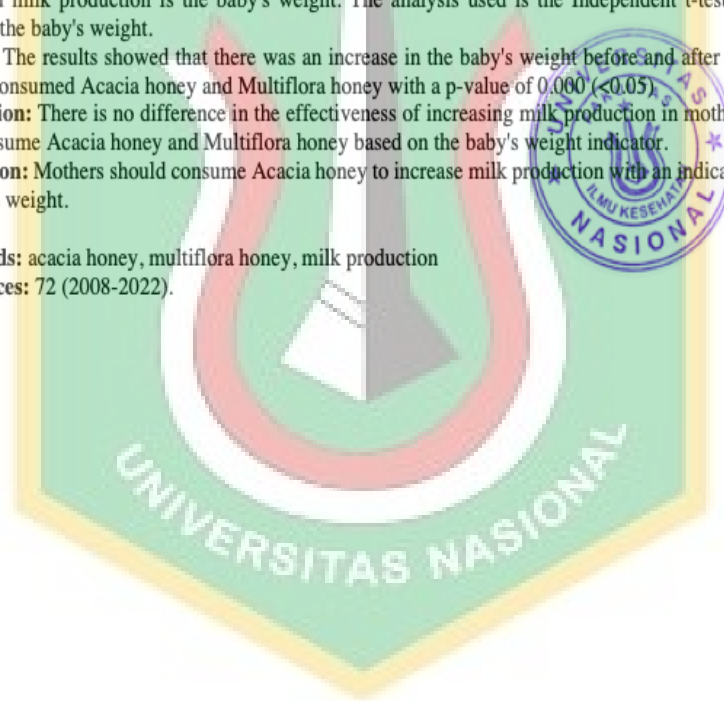 milk production is the baby's weight. The analysis used is the Independent t-test
the baby's weight.
The results showed that there was an increase in the baby's weight before and after
onsumed Acacia honey and Multiflora honey with a p-value of 0.000 (<0.05)
ion: There is no difference in the effectiveness of increasing milk production in moth
sume Acacia honey and Multiflora honey based on the baby's weight indicator.
on: Mothers should consume Acacia honey to increase milk production with an indica
weight.
ds: acacia honey, multiflora honey, milk production
ces: 72 (2008-2022).
UNIVERSITAS NASIONAL
UNIVERSITAS
ILMU KESEHATA
NASIONAL